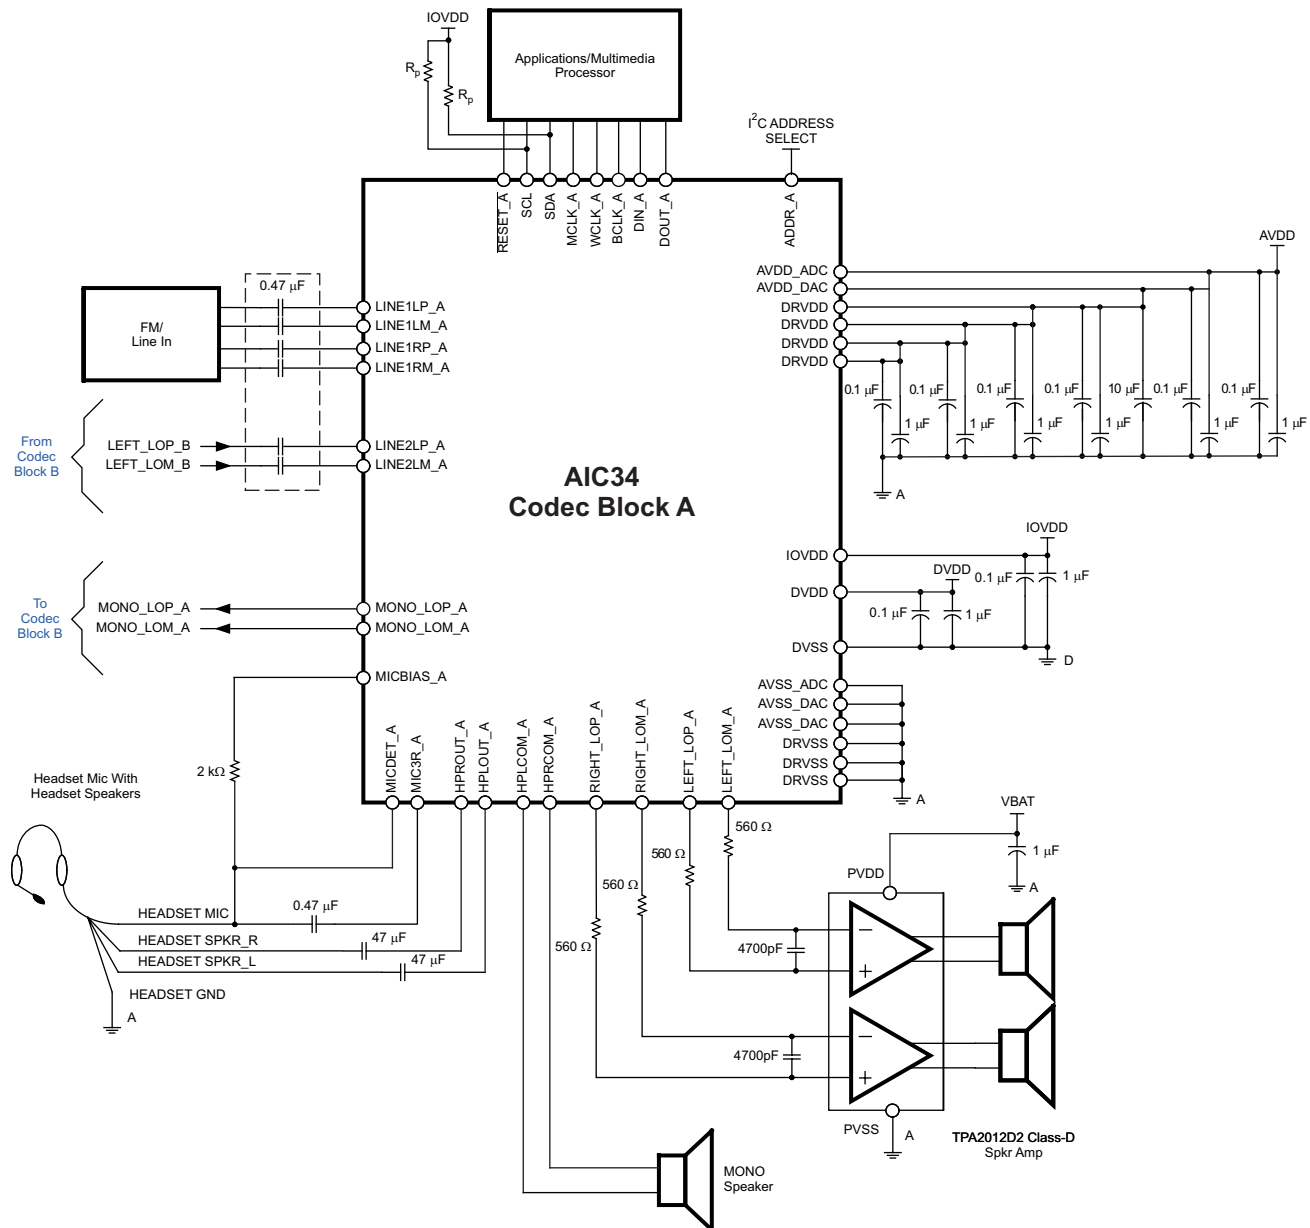 IOVDD
Rp
Rp
Applications/Multimedia
Processor
I2C ADDRESS
SELECT
RESET_A
SCL
SDA
MCLK_A
WCLK_A
BCLK_A
DIN_A
DOUT_A
ADDR_A
AVDD
AVDD_ADC
AVDD_DAC
DRVDD
DRVDD
DRVDD
DRVDD
0.1 μF
0.1 μF
0.1 μF
0.1 μF
10 μF
0.1 μF
0.1 μF
1 μF
1 μF
1 μF
1 μF
1 μF
1 μF
A
FM/
Line In
0.47 μF
LINE1LP_A
LINE1LM_A
LINE1RP_A
LINE1RM_A
From
Codec
Block B
LEFT_LOP_B
LEFT_LOM_B
LINE2LP_A
LINE2LM_A
AIC34
Codec Block A
IOVDD
IOVDD
0.1 μF
1 μF
DVDD
DVDD
0.1 μF
1 μF
DVSS
D
To
Codec
Block B
MONO_LOP_A
MONO_LOM_A
MONO_LOP_A
MONO_LOM_A
MICBIAS_A
AVSS_ADC
AVSS_DAC
AVSS_DAC
DRVSS
DRVSS
DRVSS
A
MICDET_A
MIC3R_A
HPROUT_A
HPLOUT_A
HPLCOM_A
HPRCOM_A
RIGHT_LOP_A
RIGHT_LOM_A
LEFT_LOP_A
LEFT_LOM_A
2 kΩ
Headset Mic With
Headset Speakers
HEADSET MIC
0.47 μF
HEADSET SPKR_R
47 μF
HEADSET SPKR_L
47 μF
HEADSET GND
A
560 Ω
560 Ω
560 Ω
560 Ω
VBAT
1 μF
A
PVDD
4700pF
−
+
4700pF
−
+
PVSS
A
TPA2012D2 Class-D
Spkr Amp
MONO
Speaker